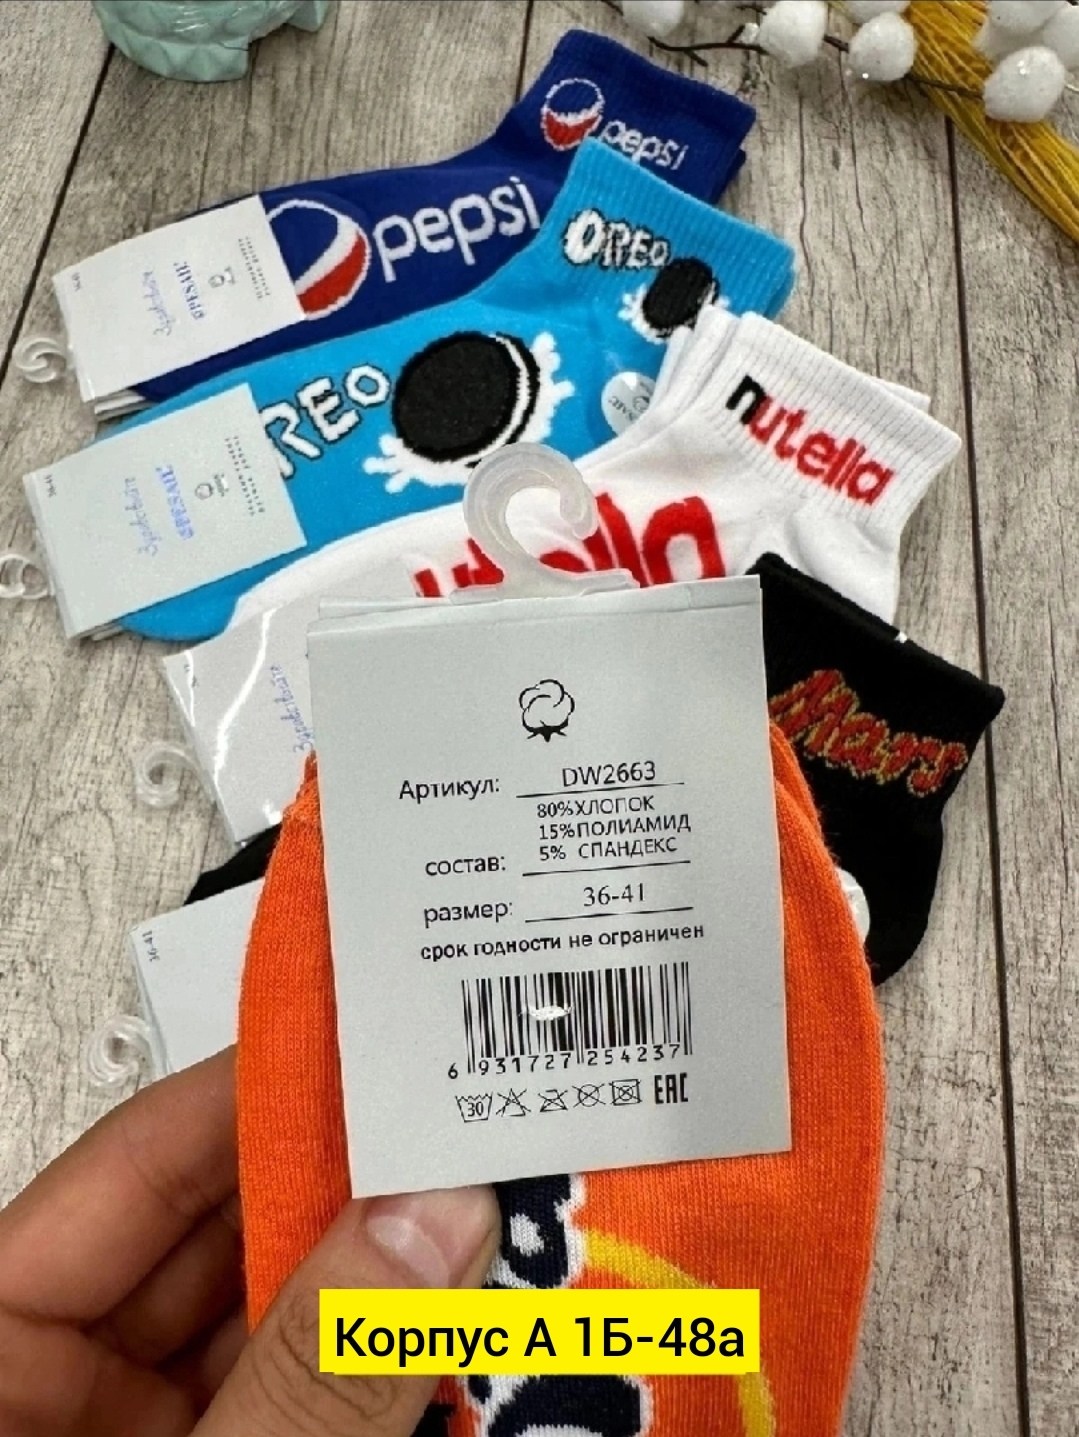 pepsi
pepsi
OREO
REO
nutella
Mars
36-41
Артикул: DW2663
80%ХЛОПОК
15%ПОЛИАМИД
состав: 5% СПАНДЕКС
размер: 36-41
срок годности не ограничен
6 931727 254237
30 EAC
Корпус А 1Б-48а